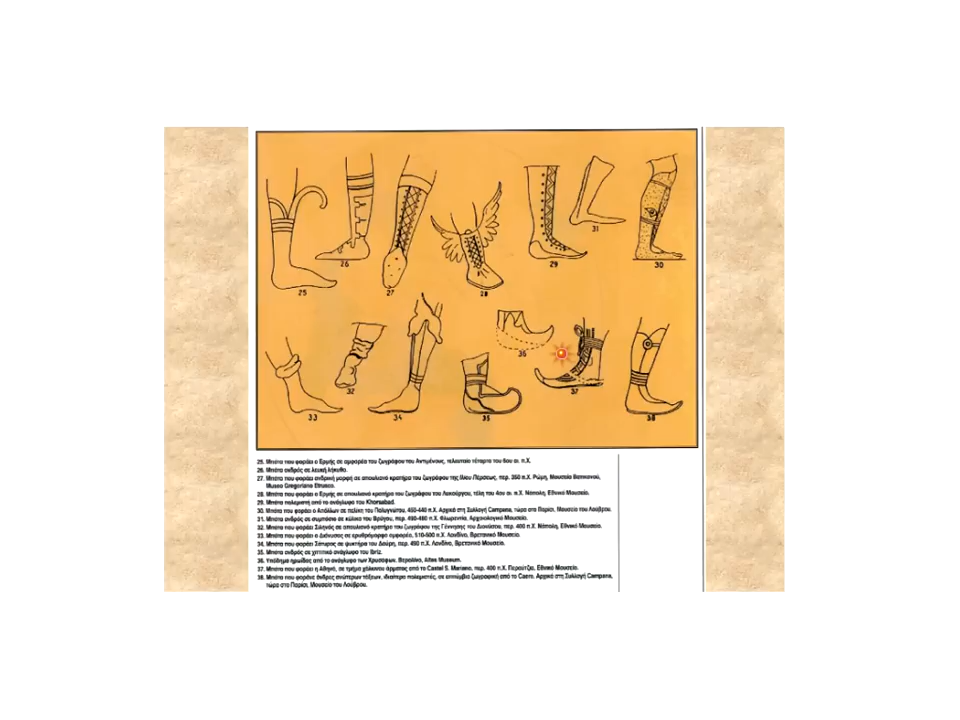 26
31
29
30
25
27
28
36
32
37
33
34
35
38
25. Μπότα που φοράει ο Ερμής σε αμφορέα του ζωγράφου του Αντιμένους, τελευταίο τέταρτο του 6ου αι. π.Χ.
26. Μπότα ανδρός σε λευκή λήκυθο.
27. Μπότα που φοράει ανδρική μορφή σε απουλιανό κρατήρα του ζωγράφου της Ιλίου Πέρσεως, περ. 350 π.Χ. Ρώμη, Μουσείο Βατικανού,
Museo Gregoriano Etrusco.
28. Μπότα που φοράει ο Ερμής σε απουλιανό κρατήρα του ζωγράφου του Λυκούργου, τέλη του 4ου αι. π.Χ. Νάπολη, Εθνικό Μουσείο.
29. Μπότα πολεμιστή από το ανάγλυφο του Khorsabad.
30. Μπότα που φοράει ο Απόλλων σε πελίκη του Πολυγνώτου, 450-440 π.Χ. Αρχικά στη Συλλογή Campana, τώρα στο Παρίσι, Μουσείο του Λούβρου.
31. Μπότα ανδρός σε συμπόσιο σε κύλικα του Βρύγου, περ. 490-480 π.Χ. Φλωρεντία, Αρχαιολογικό Μουσείο.
32. Μπότα που φοράει Σιληνός σε απουλιανό κρατήρα του ζωγράφου της Γέννησης του Διονύσου, περ. 400 π.Χ. Νάπολη, Εθνικό Μουσείο.
33. Μπότα που φοράει ο Διόνυσος σε ερυθρόμορφο αμφορέα, 510-500 π.Χ. Λονδίνο, Βρετανικό Μουσείο.
34. Μπότα που φοράει Σάτυρος σε ψυκτήρα του Δούρη, περ. 490 π.Χ. Λονδίνο, Βρετανικό Μουσείο.
35. Μπότα ανδρός σε χιττιτικό ανάγλυφο του Ibriz.
36. Υπόδημα ηρωίδας από το ανάγλυφο των Χρυσάφων. Βερολίνο, Altes Museum.
37. Μπότα που φοράει η Αθηνά, σε τμήμα χάλκινου άρματος από το Castel S. Mariano, περ. 400 π.Χ. Περούτζια, Εθνικό Μουσείο.
38. Μπότα που φοράνε άνδρες ανώτερων τάξεων, ιδιαίτερα πολεμιστές, σε επιτύμβια ζωγραφική από το Caere. Αρχικά στη Συλλογή Campana,
τώρα στο Παρίσι, Μουσείο του Λούβρου.